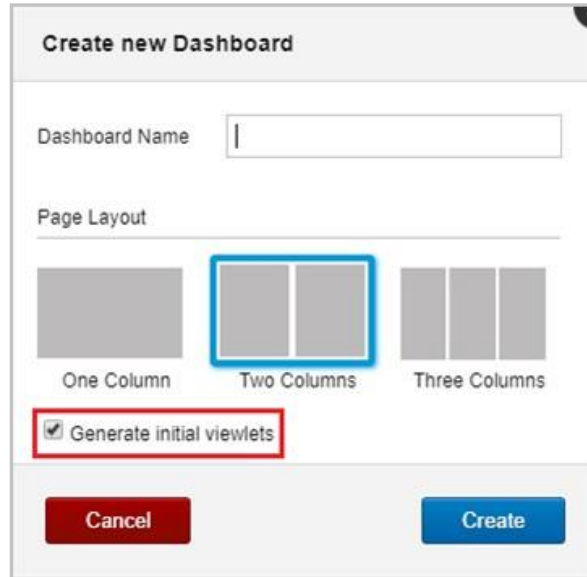 Create new Dashboard
Dashboard Name
Page Layout
One Column Two Columns Three Columns
Generate initial viewlets
Cancel Create